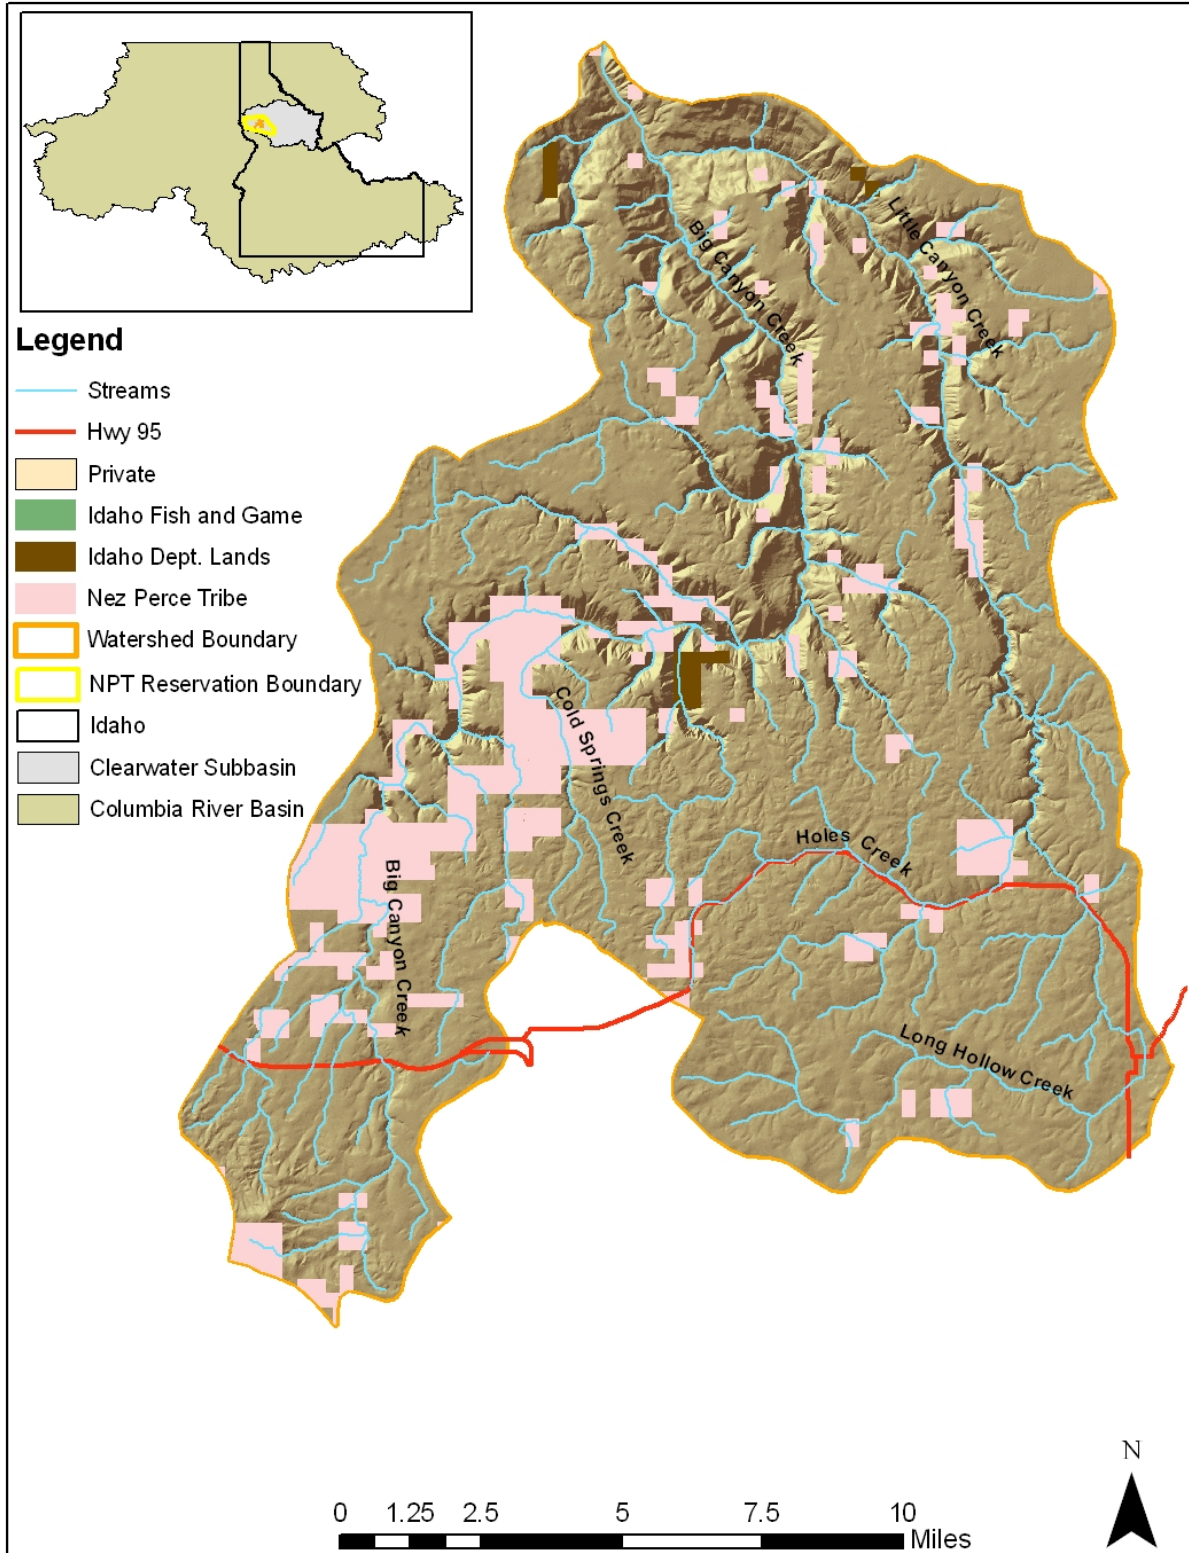 Legend
Streams
Hwy 95
Private
Idaho Fish and Game
Idaho Dept. Lands
Nez Perce Tribe
Watershed Boundary
NPT Reservation Boundary
Idaho
Clearwater Subbasin
Columbia River Basin
Big Canyon Creek
Little Canyon Creek
Cold Springs Creek
Holes Creek
Big Canyon Creek
Long Hollow Creek
N
0 1.25 2.5 5 7.5 10
Miles